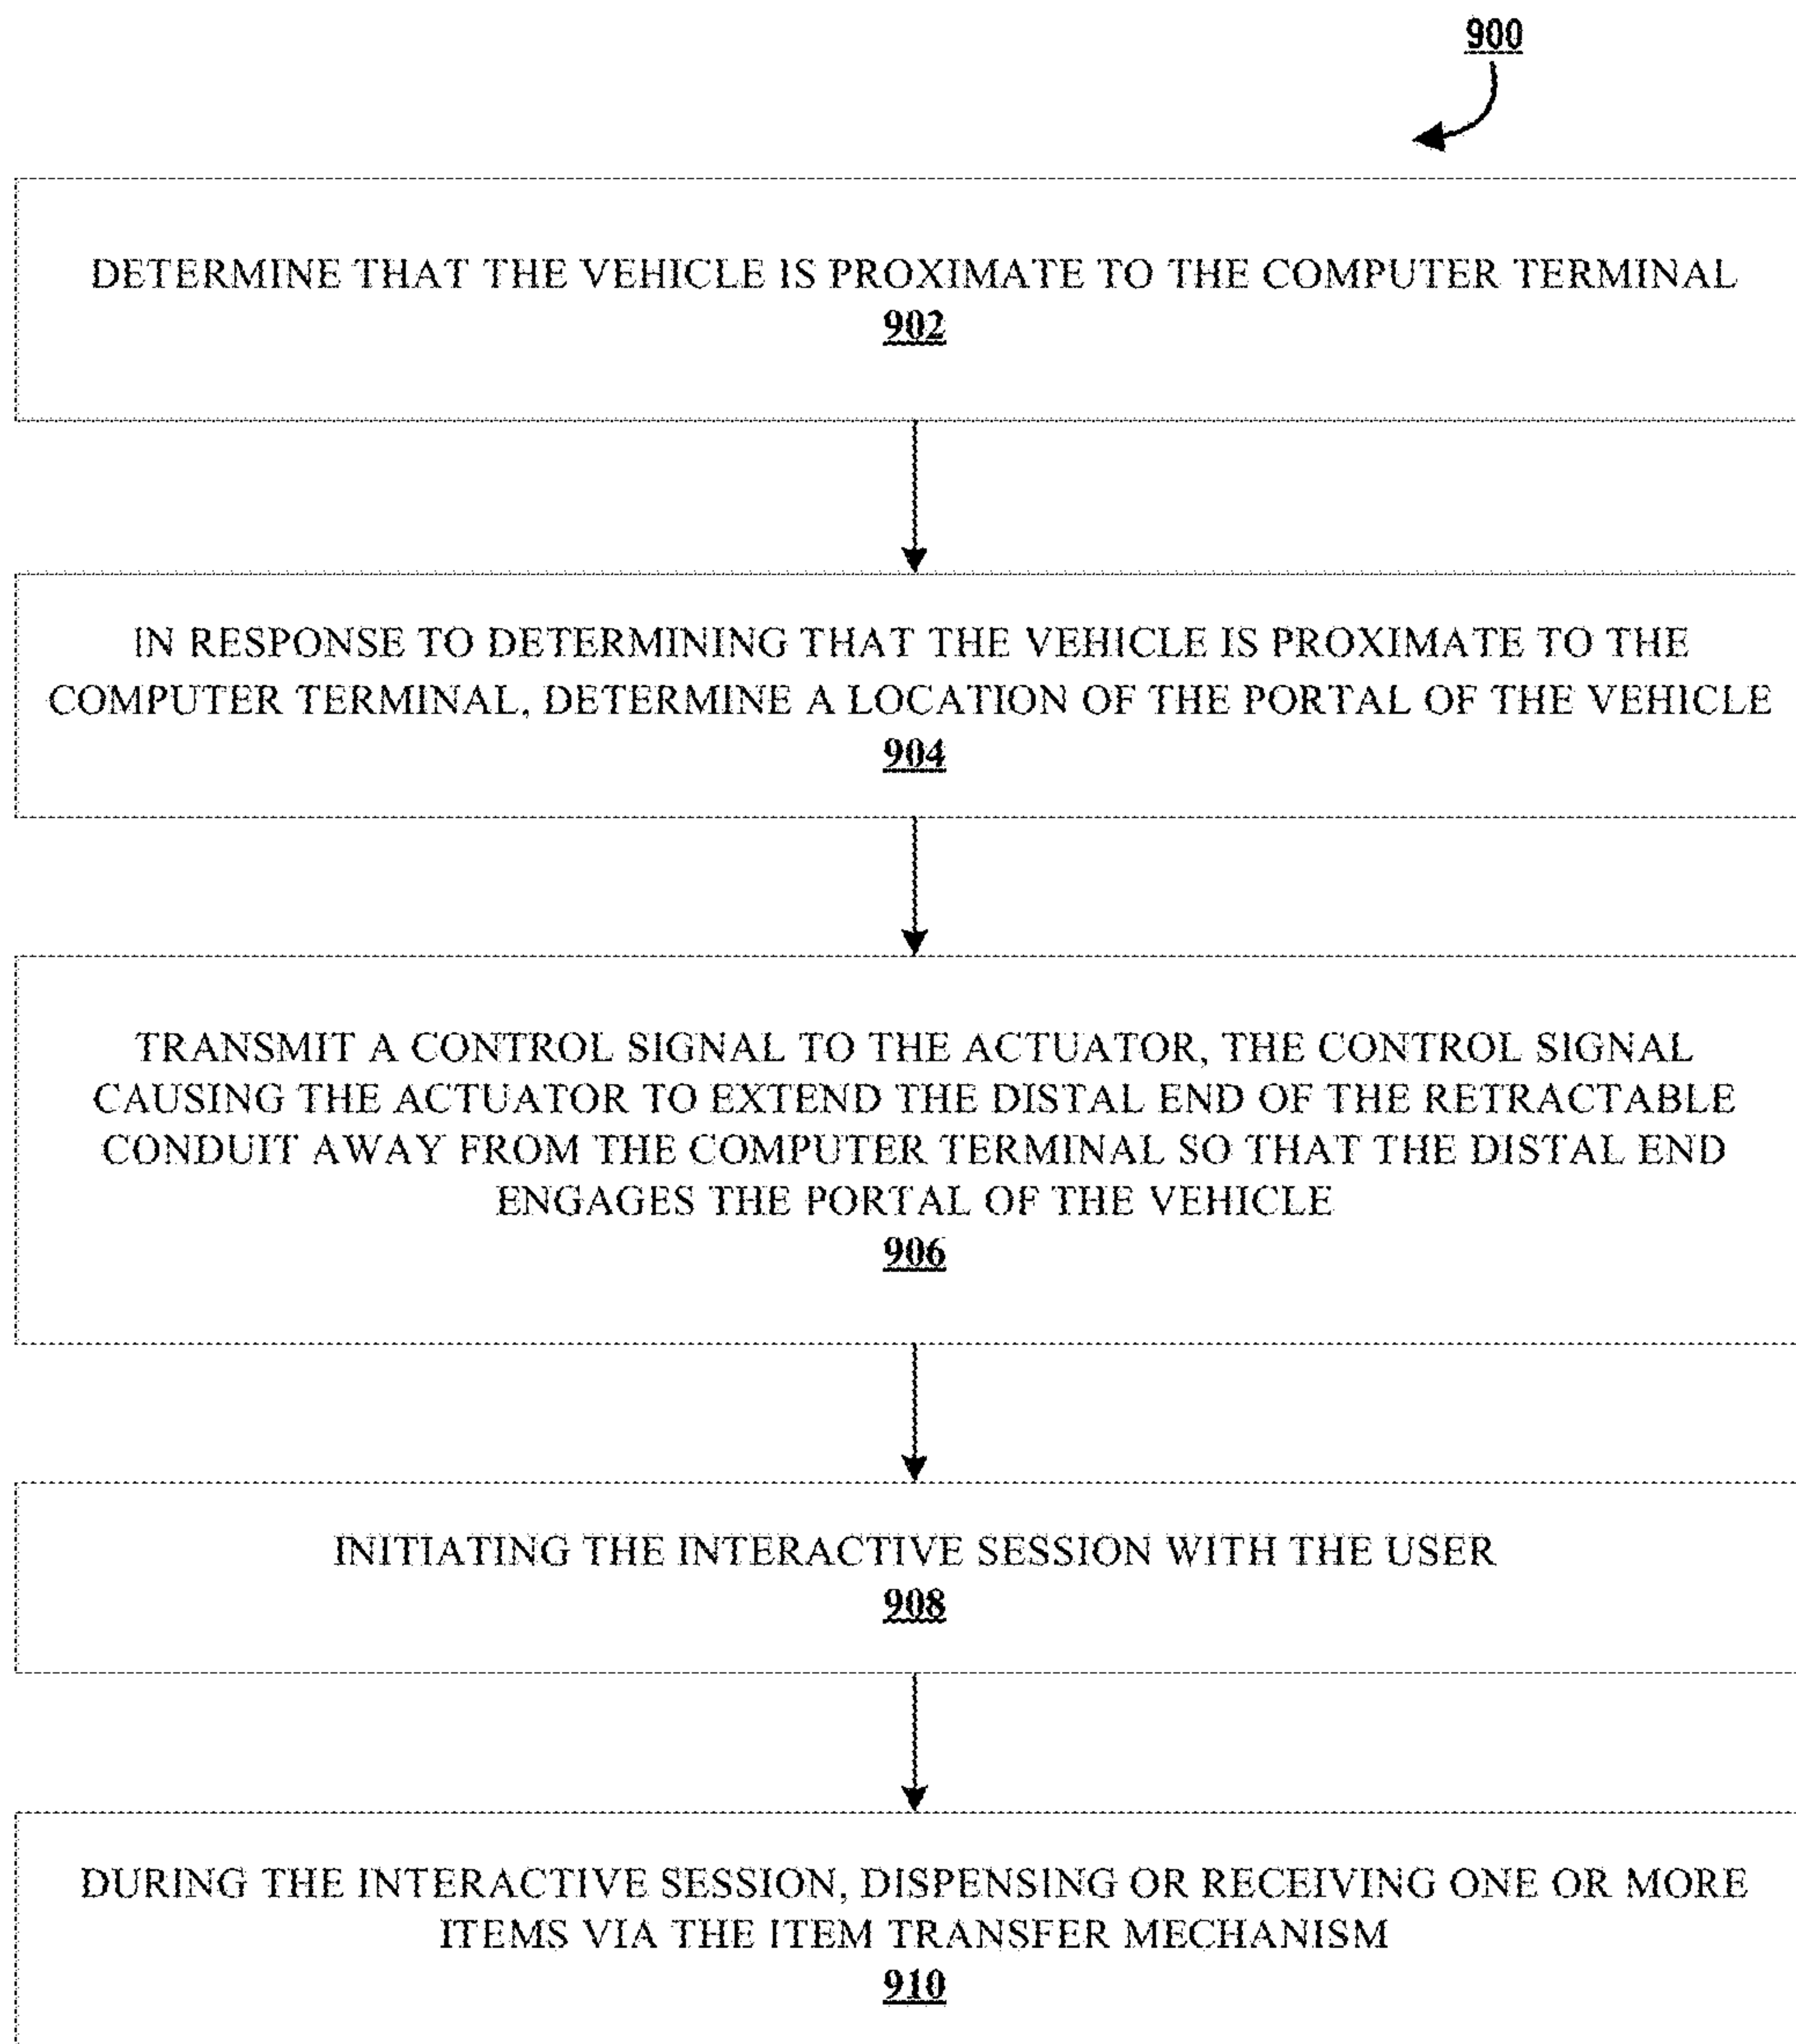 900
DETERMINE THAT THE VEHICLE IS PROXIMATE TO THE COMPUTER TERMINAL
902
IN RESPONSE TO DETERMINING THAT THE VEHICLE IS PROXIMATE TO THE
COMPUTER TERMINAL, DETERMINE A LOCATION OF THE PORTAL OF THE VEHICLE
904
TRANSMIT A CONTROL SIGNAL TO THE ACTUATOR, THE CONTROL SIGNAL
CAUSING THE ACTUATOR TO EXTEND THE DISTAL END OF THE RETRACTABLE
CONDUIT AWAY FROM THE COMPUTER TERMINAL SO THAT THE DISTAL END
ENGAGES THE PORTAL OF THE VEHICLE
906
INITIATING THE INTERACTIVE SESSION WITH THE USER
908
DURING THE INTERACTIVE SESSION, DISPENSING OR RECEIVING ONE OR MORE
ITEMS VIA THE ITEM TRANSFER MECHANISM
910